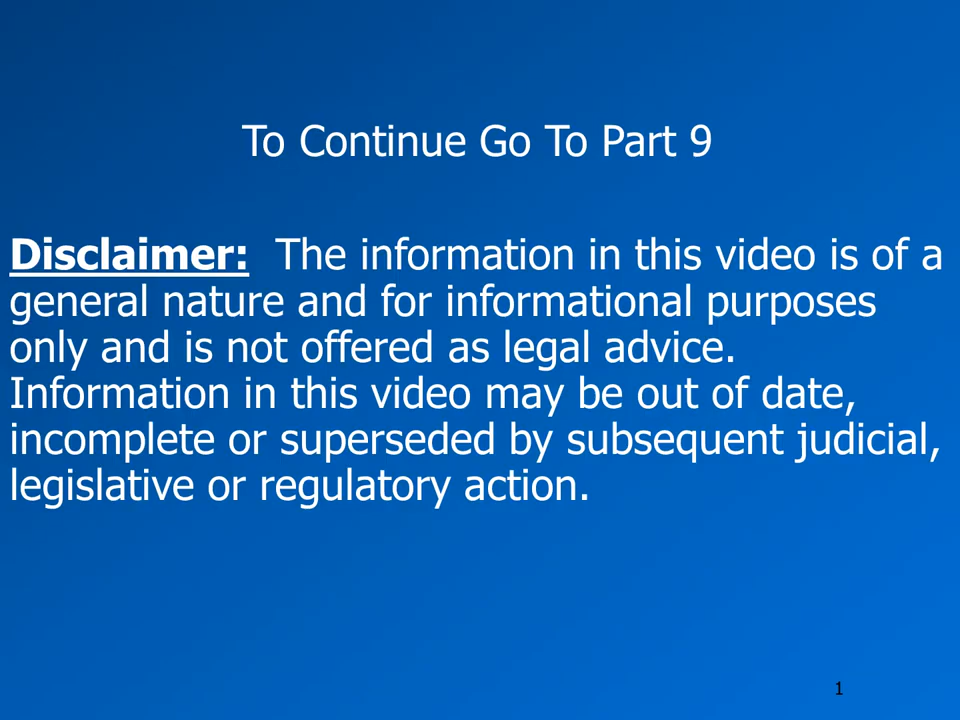 To Continue Go To Part 9
Disclaimer: The information in this video is of a
general nature and for informational purposes
only and is not offered as legal advice.
Information in this video may be out of date,
incomplete or superseded by subsequent judicial,
legislative or regulatory action.
1